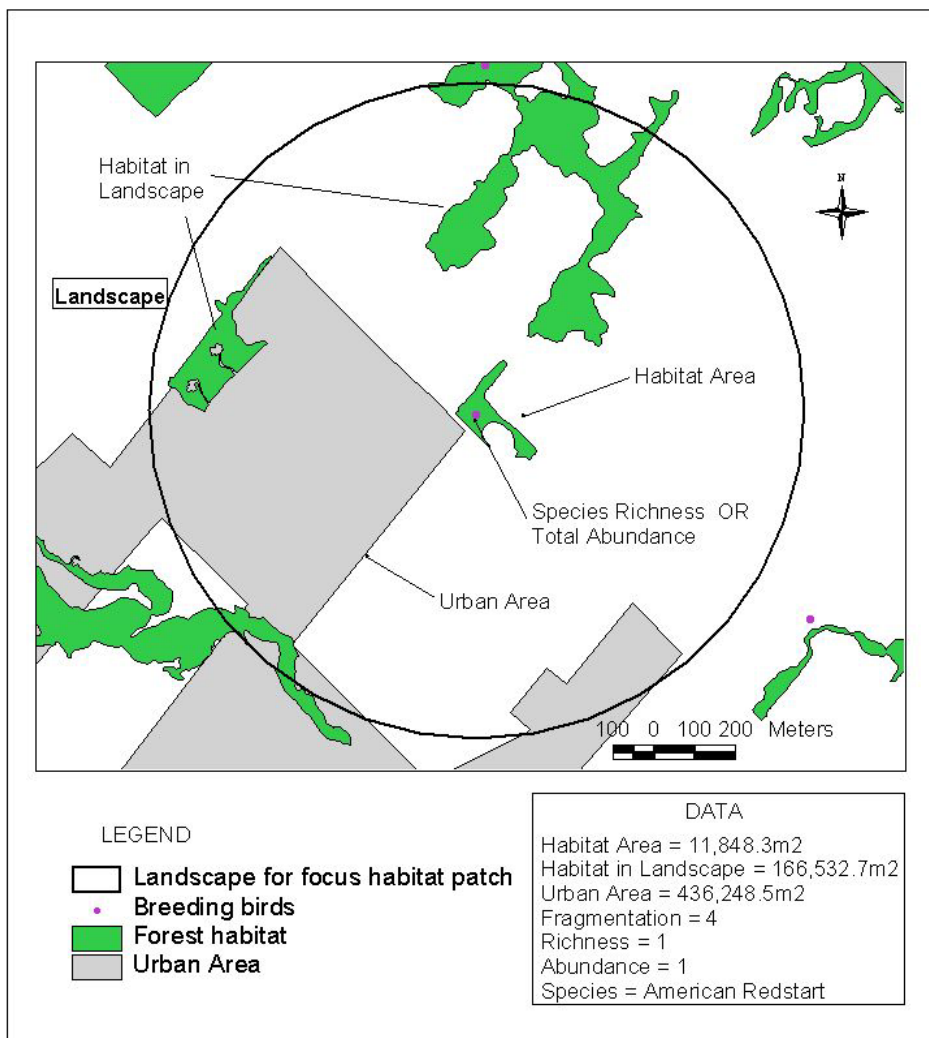 Habitat in
Landscape
N
Landscape
Habitat Area
Species Richness OR
Total Abundance
Urban Area
100 0 100 200 Meters
LEGEND
Landscape for focus habitat patch
Breeding birds
Forest habitat
Urban Area
DATA
Habitat Area = 11,848.3m2
Habitat in Landscape = 166,532.7m2
Urban Area = 436,248.5m2
Fragmentation = 4
Richness = 1
Abundance = 1
Species = American Redstart